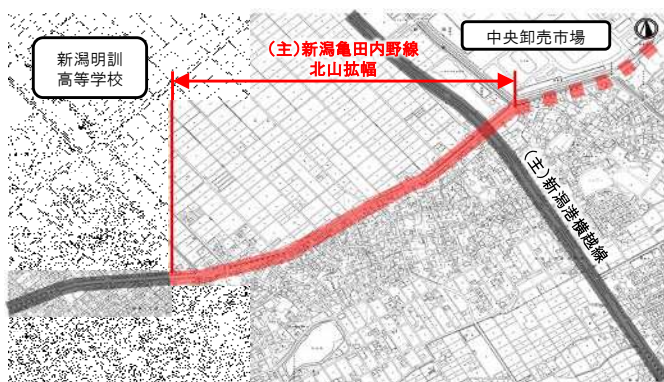 新潟明訓
高等学校
(主)新潟亀田内野線
北山拡幅
中央卸売市場
(主)新潟港横越線